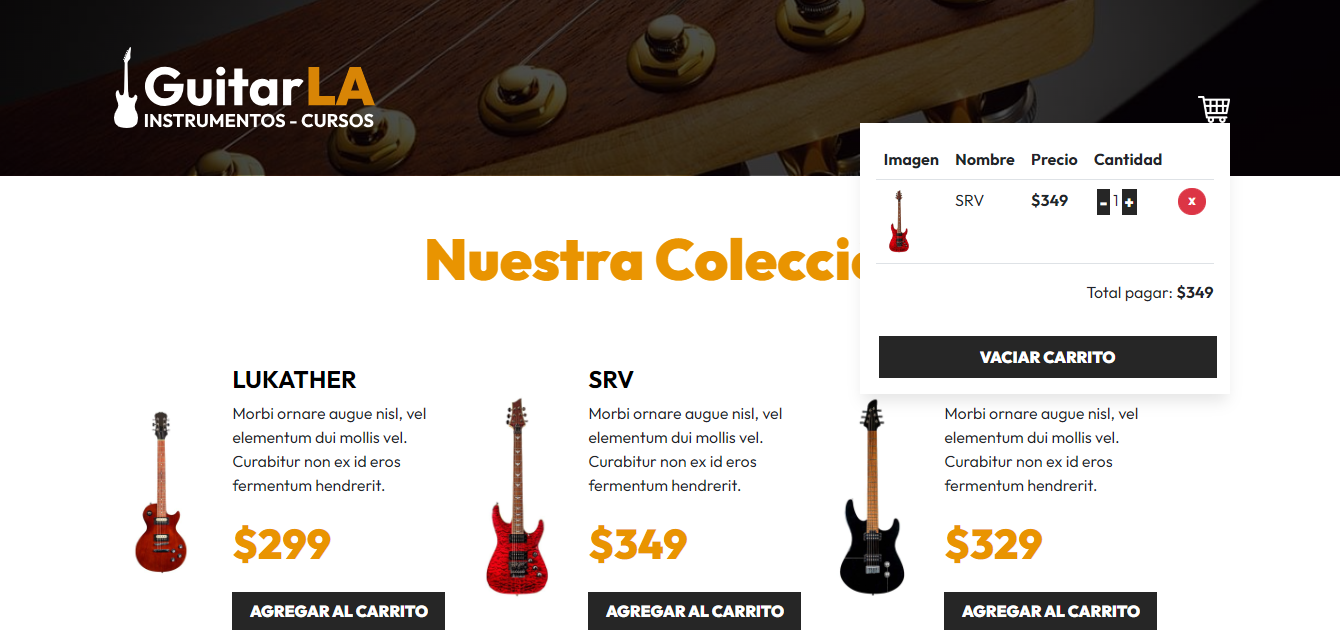 GuitarLA
INSTRUMENTOS - CURSOS
Imagen Nombre Precio Cantidad
SRV $349 - 1 + x
Total pagar: $349
VACIAR CARRITO
Nuestra Colecci
LUKATHER
Morbi ornare augue nisl, vel
elementum dui mollis vel.
Curabitur non ex id eros
fermentum hendrerit.
$299
AGREGAR AL CARRITO
SRV
Morbi ornare augue nisl, vel
elementum dui mollis vel.
Curabitur non ex id eros
fermentum hendrerit.
$349
AGREGAR AL CARRITO
Morbi ornare augue nisl, vel
elementum dui mollis vel.
Curabitur non ex id eros
fermentum hendrerit.
$329
AGREGAR AL CARRITO